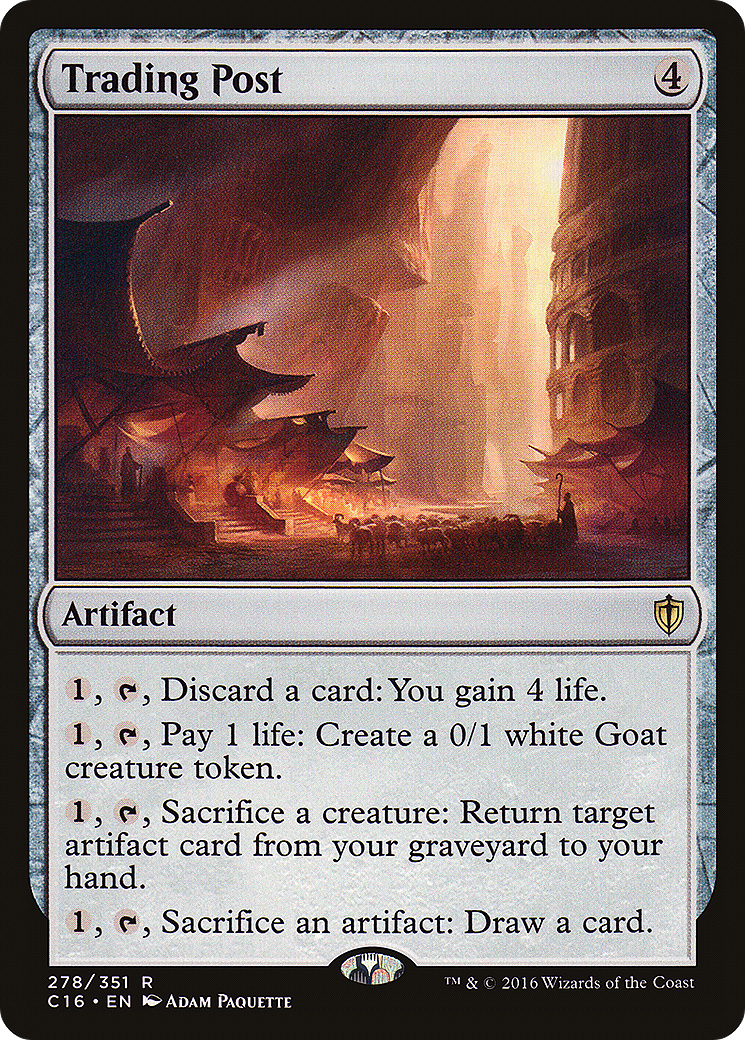 Trading Post 4
Artifact
1, T, Discard a card: You gain 4 life.
1, T, Pay 1 life: Create a 0/1 white Goat
creature token.
1, T, Sacrifice a creature: Return target
artifact card from your graveyard to your
hand.
1, T, Sacrifice an artifact: Draw a card.
278/351 R
C16 • EN Adam Paquette
™ & © 2016 Wizards of the Coast